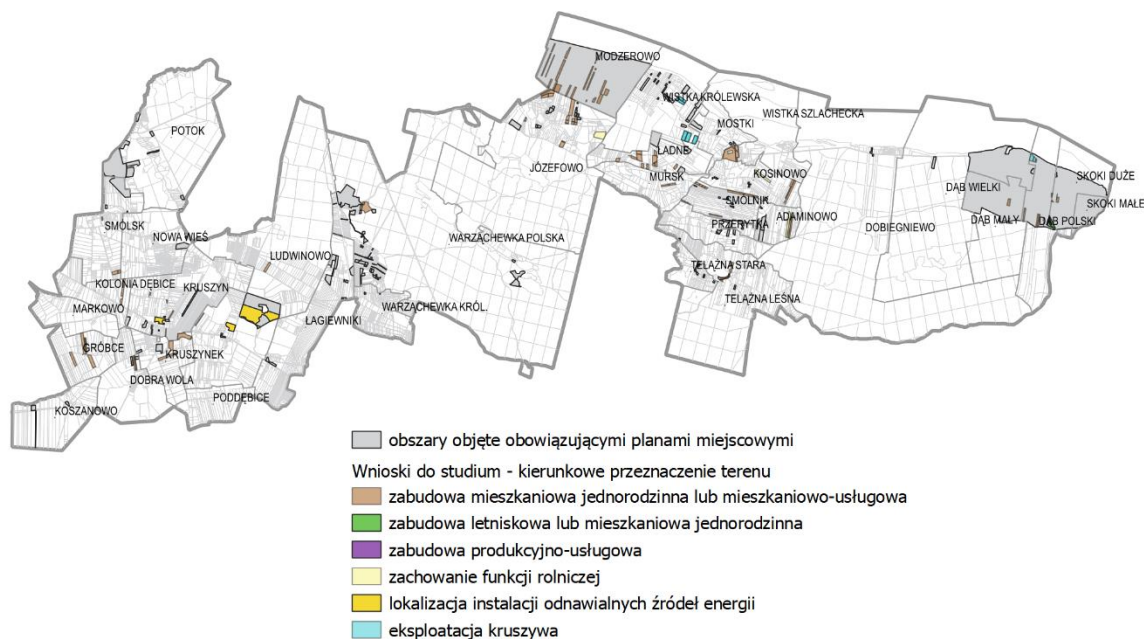 MODZEROWO
WISTKA KRÓLEWSKA
WISTKA SZLACHECKA
POTOK
MOSTKI
ŁADNE
JÓZEFOWO
MURSK
KOSINOWO
SKOKI DUŻE
DĄB WIELKI
SMÓLNIK
SKOKI MAŁE
SMÓLSK
PRZERYTKA
ADAMINOWO
DĄB MAŁY
DĄB POLSKI
DOBIEGNIEWO
NOWA WIEŚ
WARZĄCHEWKA POLSKA
LUDWINOWO
TELĄŻNA STARA
KOLONIA DĘBICE
KRUSZYN
TELĄŻNA LEŚNA
MARKOWO
WARZĄCHEWKA KRÓL.
ŁAGIEWNIKI
GRÓBCE
KRUSZYNEK
DOBRA WOLA
PODDĘBICE
KOSZANOWO
obszary objęte obowiązującymi planami miejscowymi
Wnioski do studium - kierunkowe przeznaczenie terenu
zabudowa mieszkaniowa jednorodzinna lub mieszkaniowo-usługowa
zabudowa letniskowa lub mieszkaniowa jednorodzinna
zabudowa produkcyjno-usługowa
zachowanie funkcji rolniczej
lokalizacja instalacji odnawialnych źródeł energii
eksploatacja kruszywa